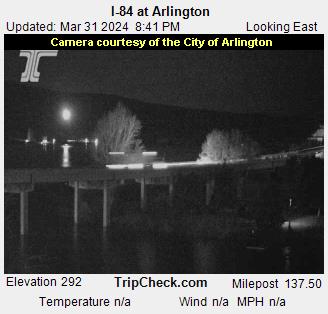 I-84 at Arlington
Updated: Mar 31 2024 8:41 PM Looking East
Camera courtesy of the City of Arlington
Elevation 292 TripCheck.com Milepost 137.50
Temperature n/a Wind n/a MPH n/a